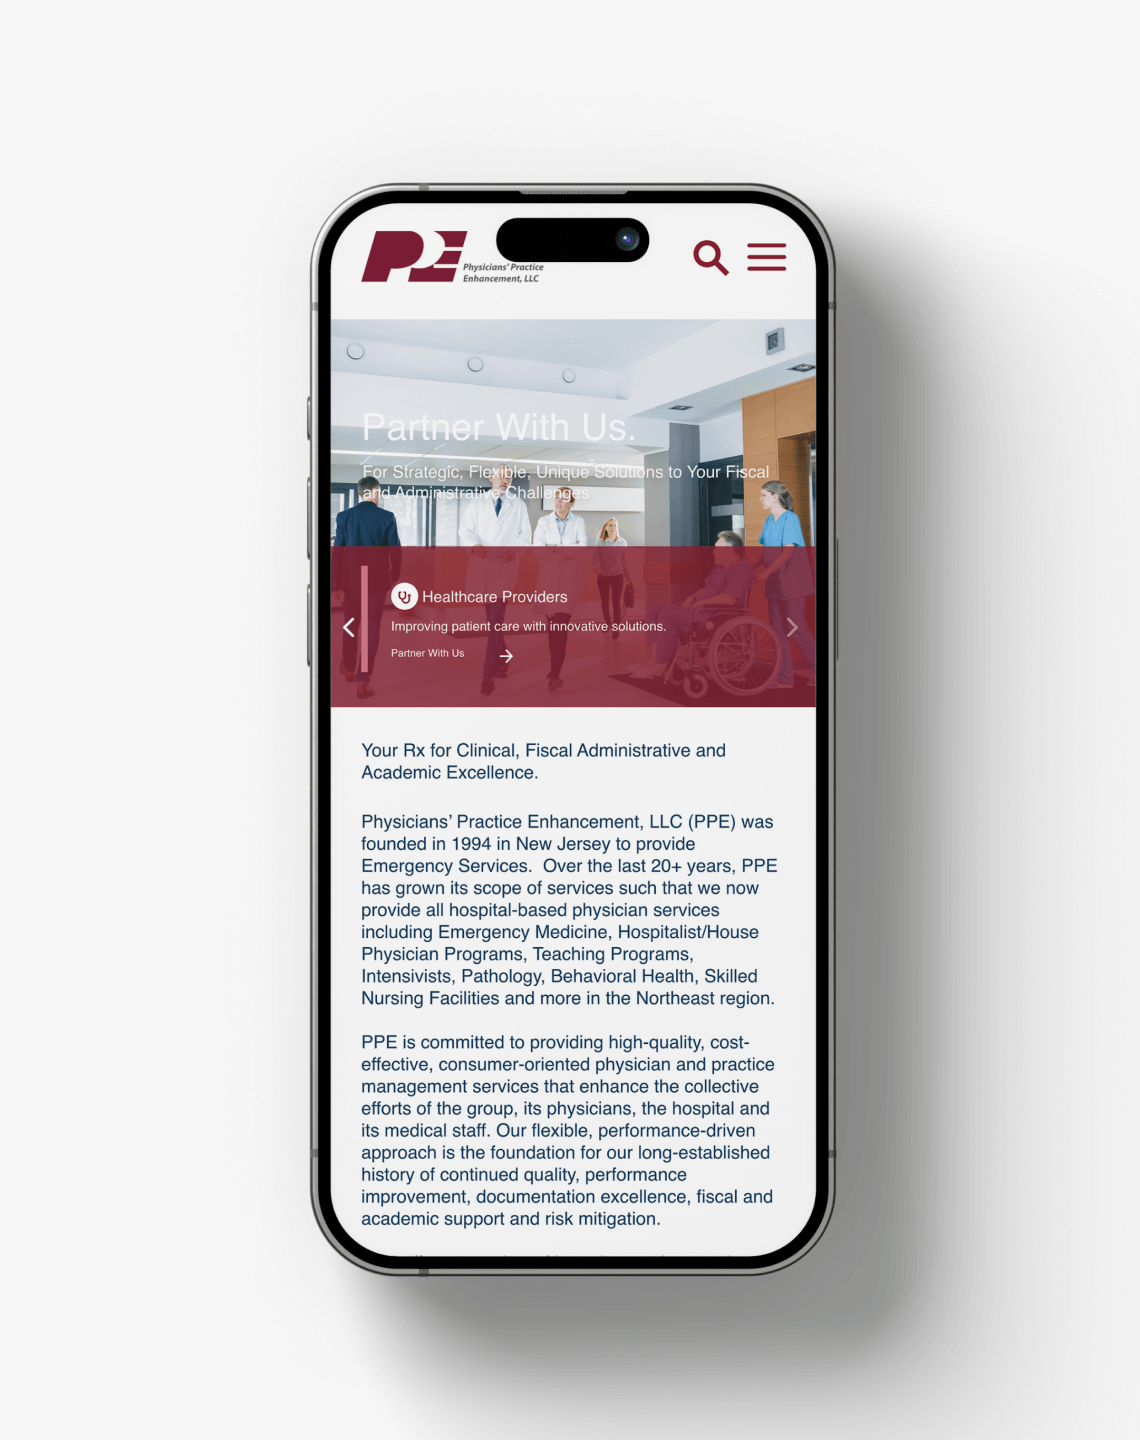 PE
Physicians' Practice
Enhancement, LLC
Partner With Us.
For Strategic, Flexible, Unique Solutions to Your Fiscal
and Administrative Challenges
Healthcare Providers
Improving patient care with innovative solutions.
Partner With Us
Your Rx for Clinical, Fiscal Administrative and
Academic Excellence.
Physicians’ Practice Enhancement, LLC (PPE) was
founded in 1994 in New Jersey to provide
Emergency Services.  Over the last 20+ years, PPE
has grown its scope of services such that we now
provide all hospital-based physician services
including Emergency Medicine, Hospitalist/House
Physician Programs, Teaching Programs,
Intensivists, Pathology, Behavioral Health, Skilled
Nursing Facilities and more in the Northeast region.
PPE is committed to providing high-quality, cost-
effective, consumer-oriented physician and practice
management services that enhance the collective
efforts of the group, its physicians, the hospital and
its medical staff. Our flexible, performance-driven
approach is the foundation for our long-established
history of continued quality, performance
improvement, documentation excellence, fiscal and
academic support and risk mitigation.